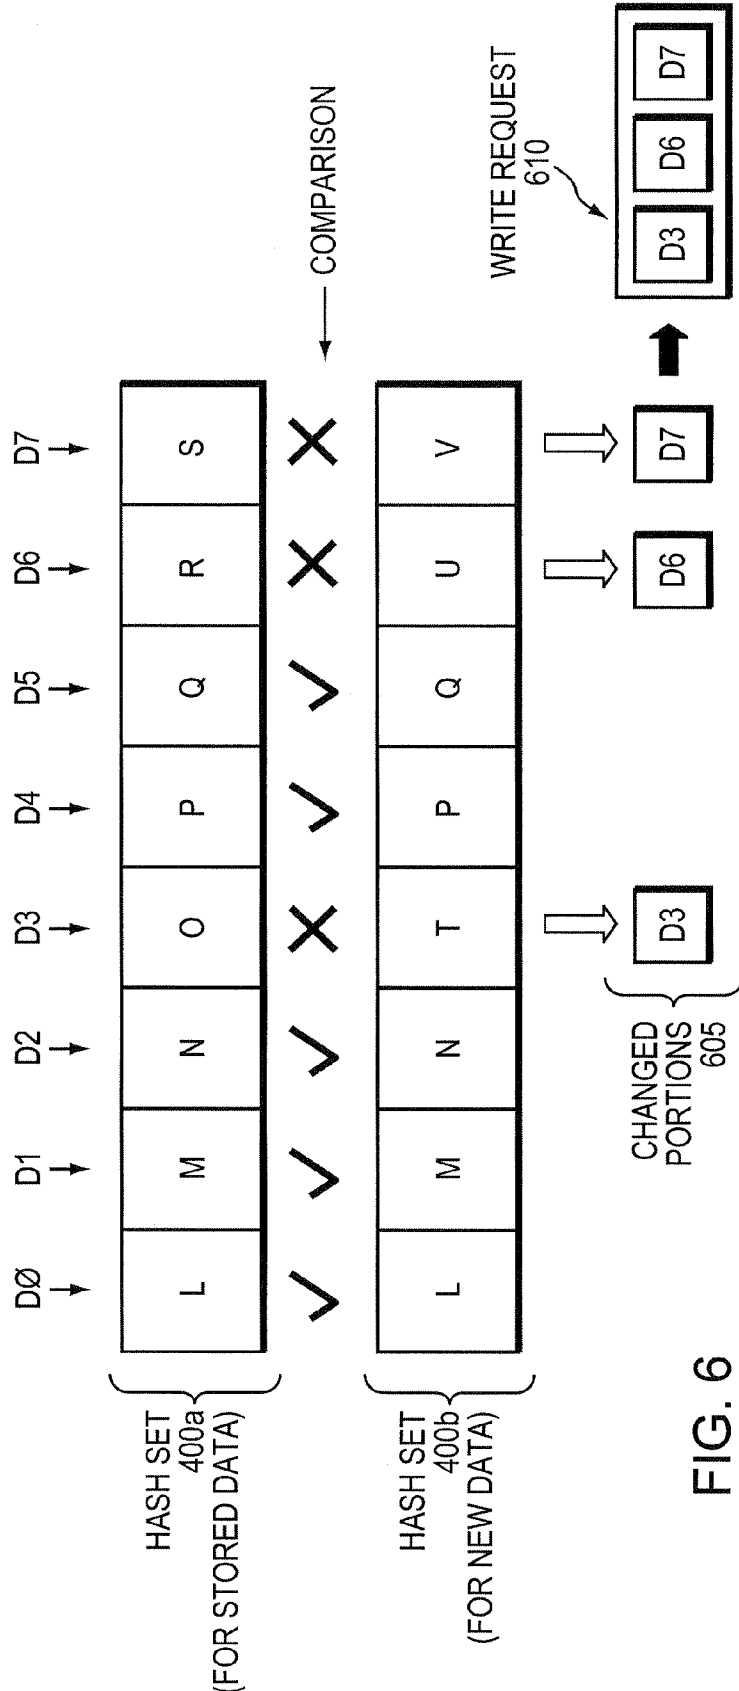 DØ D1 D2 D3 D4 D5 D6 D7
HASH SET
400a
(FOR STORED DATA)
L M N O P Q R S
COMPARISON
HASH SET
400b
(FOR NEW DATA)
L M N T P Q U V
WRITE REQUEST
610
CHANGED
PORTIONS
605
D3 D6 D7
D3 D6 D7
FIG. 6